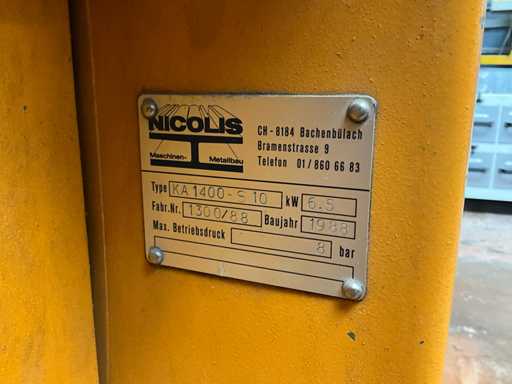 NICOLIS
Maschinen- Metallbau
CH-8184 Bachenbülach
Bramenstrasse 9
Telefon 01/860 66 83
Type KA 1400-S 10 kW 6.5
Fabr.Nr. 1300/88 Baujahr 1988
Max. Betriebsdruck 8 bar